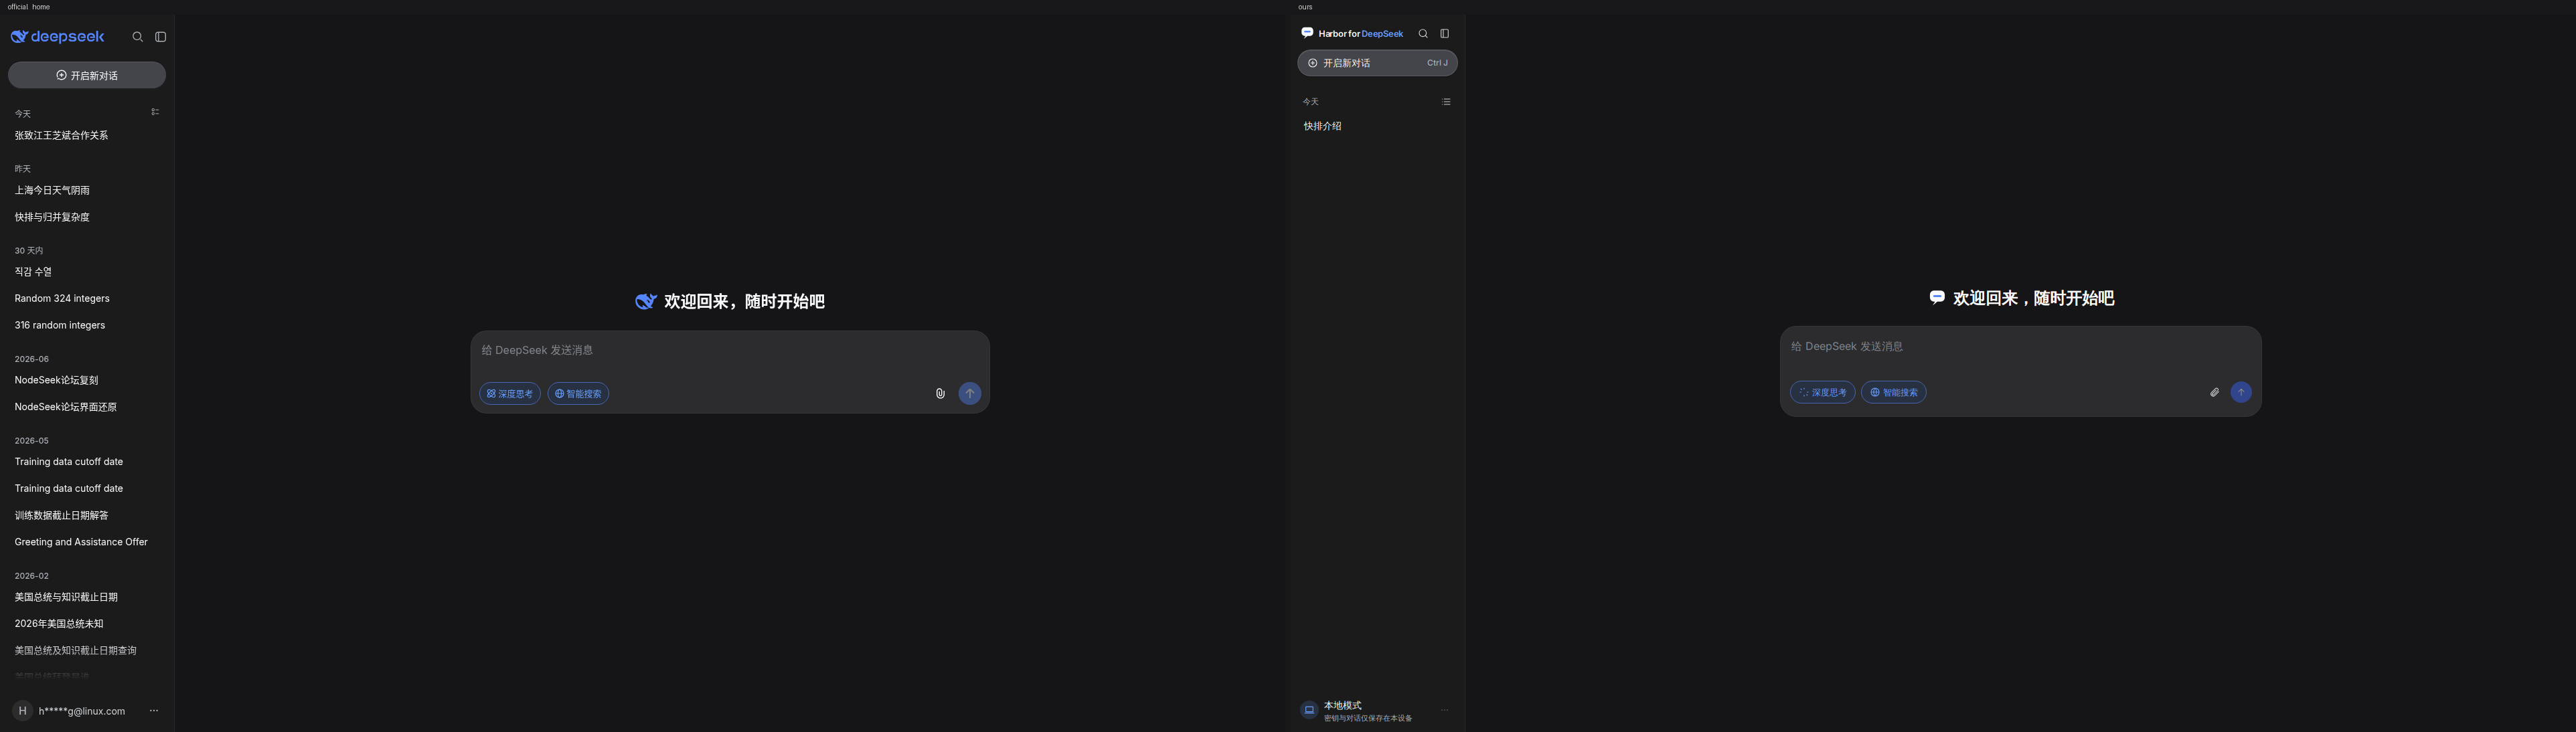 official home
deepseek
开启新对话
今天
张致江王芝斌合作关系
昨天
上海今日天气阴雨
快排与归并复杂度
30 天内
직감 수열
Random 324 integers
316 random integers
2026-06
NodeSeek论坛复刻
NodeSeek论坛界面还原
2026-05
Training data cutoff date
Training data cutoff date
训练数据截止日期解答
Greeting and Assistance Offer
2026-02
美国总统与知识截止日期
2026年美国总统未知
美国总统及知识截止日期查询
H h*****g@linux.com
欢迎回来，随时开始吧
给 DeepSeek 发送消息
深度思考 智能搜索
ours
Harbor for DeepSeek
开启新对话 Ctrl J
今天
快排介绍
本地模式
密钥与对话仅保存在本设备
欢迎回来，随时开始吧
给 DeepSeek 发送消息
深度思考 智能搜索